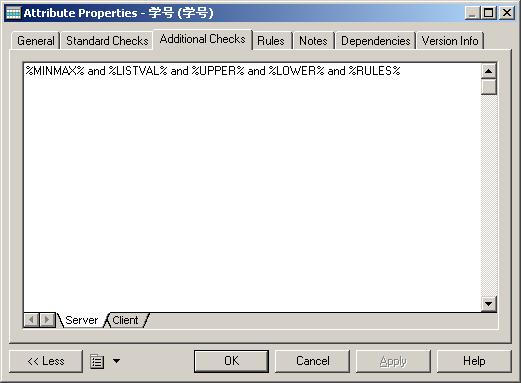 Attribute Properties - 学号 (学号)
General Standard Checks Additional Checks Rules Notes Dependencies Version Info
%MINMAX% and %LISTVAL% and %UPPER% and %LOWER% and %RULES%
Server Client
<< Less OK Cancel Apply Help